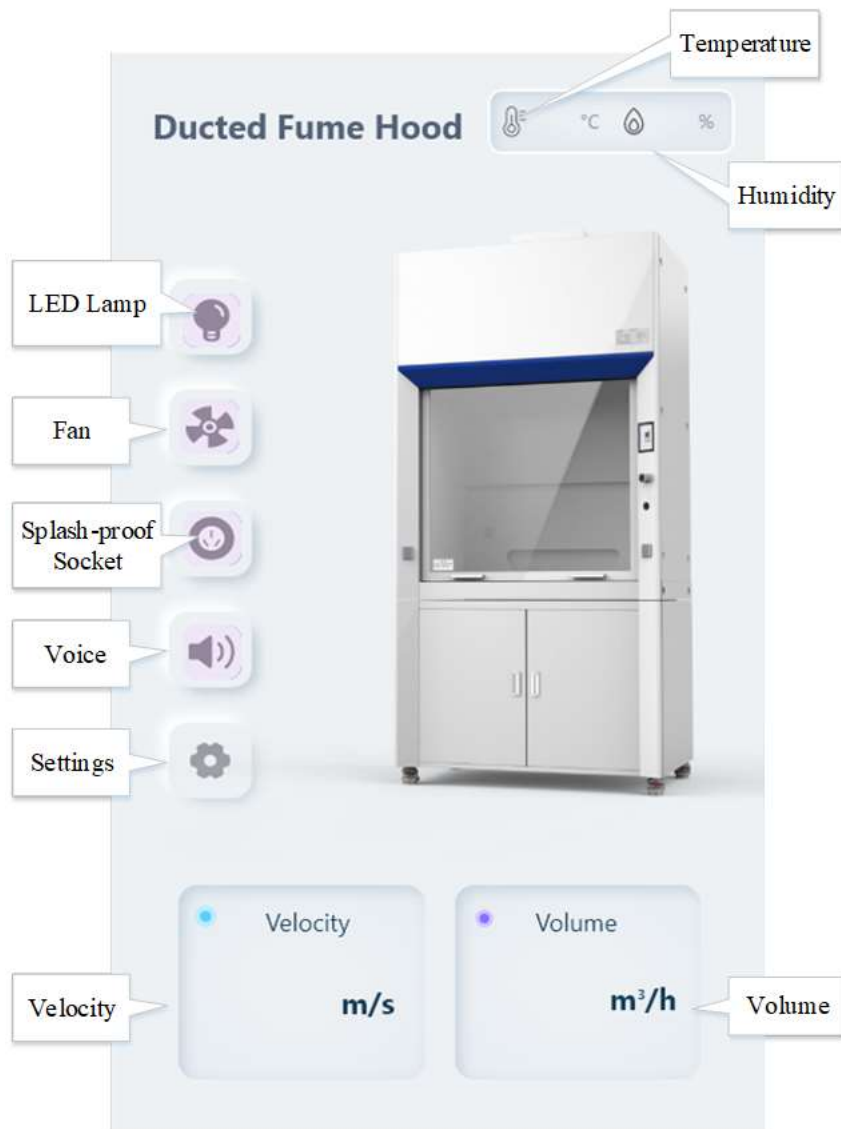 Temperature
Ducted Fume Hood
°C
%
Humidity
LED Lamp
Fan
Splash-proof
Socket
Voice
Settings
Velocity
m/s
Volume
m³/h
Velocity
Volume